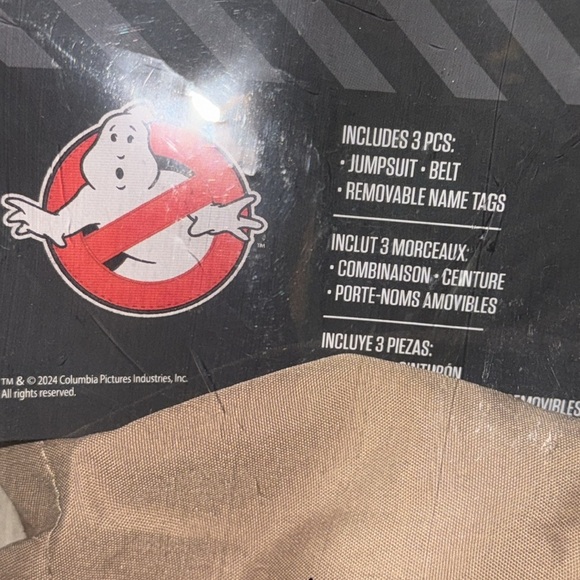 INCLUDES 3 PCS:
• JUMPSUIT • BELT
• REMOVABLE NAME TAGS
INCLUT 3 MORCEAUX:
• COMBINAISON • CEINTURE
• PORTE-NOMS AMOVIBLES
INCLUYE 3 PIEZAS:
TM
TM & © 2024 Columbia Pictures Industries, Inc.
All rights reserved.